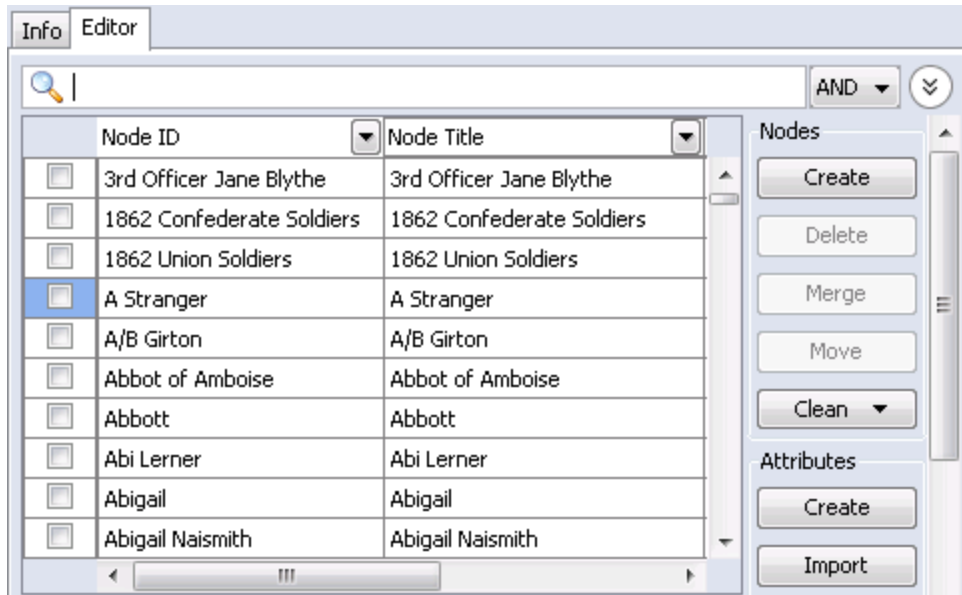 Info Editor
AND
Node ID Node Title Nodes
3rd Officer Jane Blythe 3rd Officer Jane Blythe Create
1862 Confederate Soldiers 1862 Confederate Soldiers
Delete
1862 Union Soldiers 1862 Union Soldiers
A Stranger A Stranger Merge
A/B Girton A/B Girton
Move
Abbot of Amboise Abbot of Amboise
Abbott Abbott Clean
Abi Lerner Abi Lerner Attributes
Abigail Abigail Create
Abigail Naismith Abigail Naismith
Import